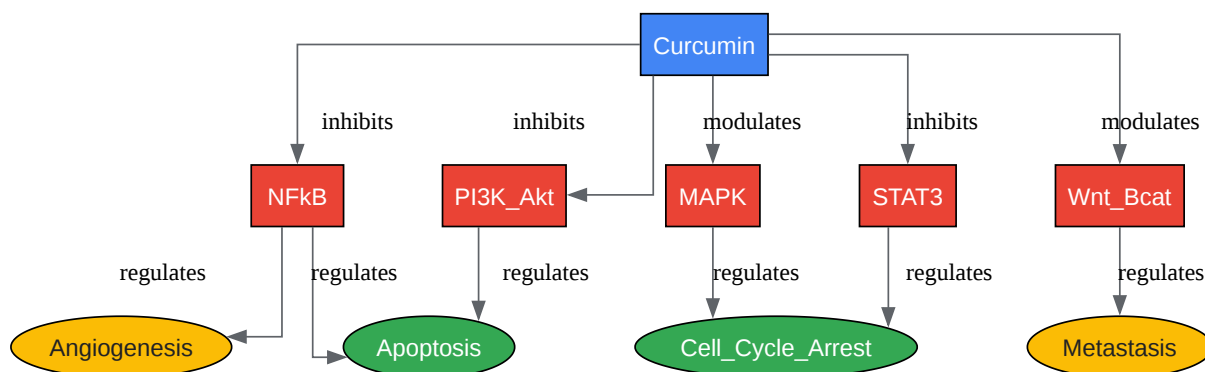 Curcumin
inhibits
inhibits
modulates
inhibits
modulates
NFkB
PI3K_Akt
MAPK
STAT3
Wnt_Bcat
regulates
regulates
regulates
regulates
regulates
regulates
Angiogenesis
Apoptosis
Cell_Cycle_Arrest
Metastasis